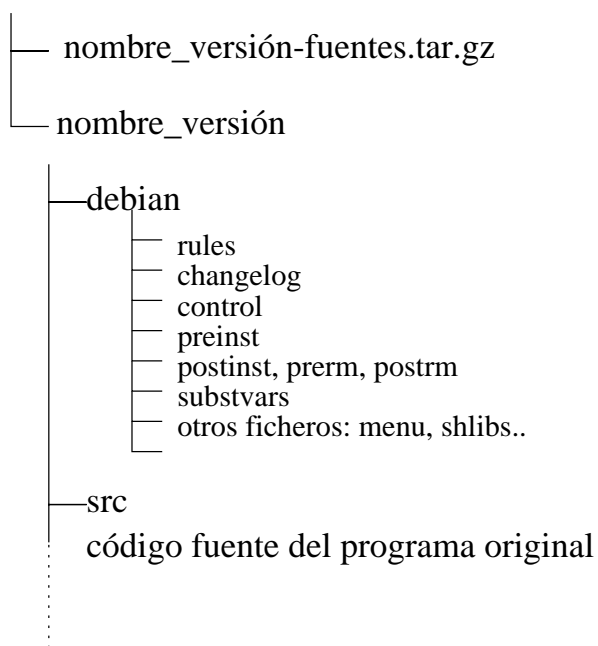 nombre_versión-fuentes.tar.gz
nombre_versión
debian
rules
changelog
control
preinst
postinst, prerm, postrm
substvars
otros ficheros: menu, shlibs..
src
código fuente del programa original